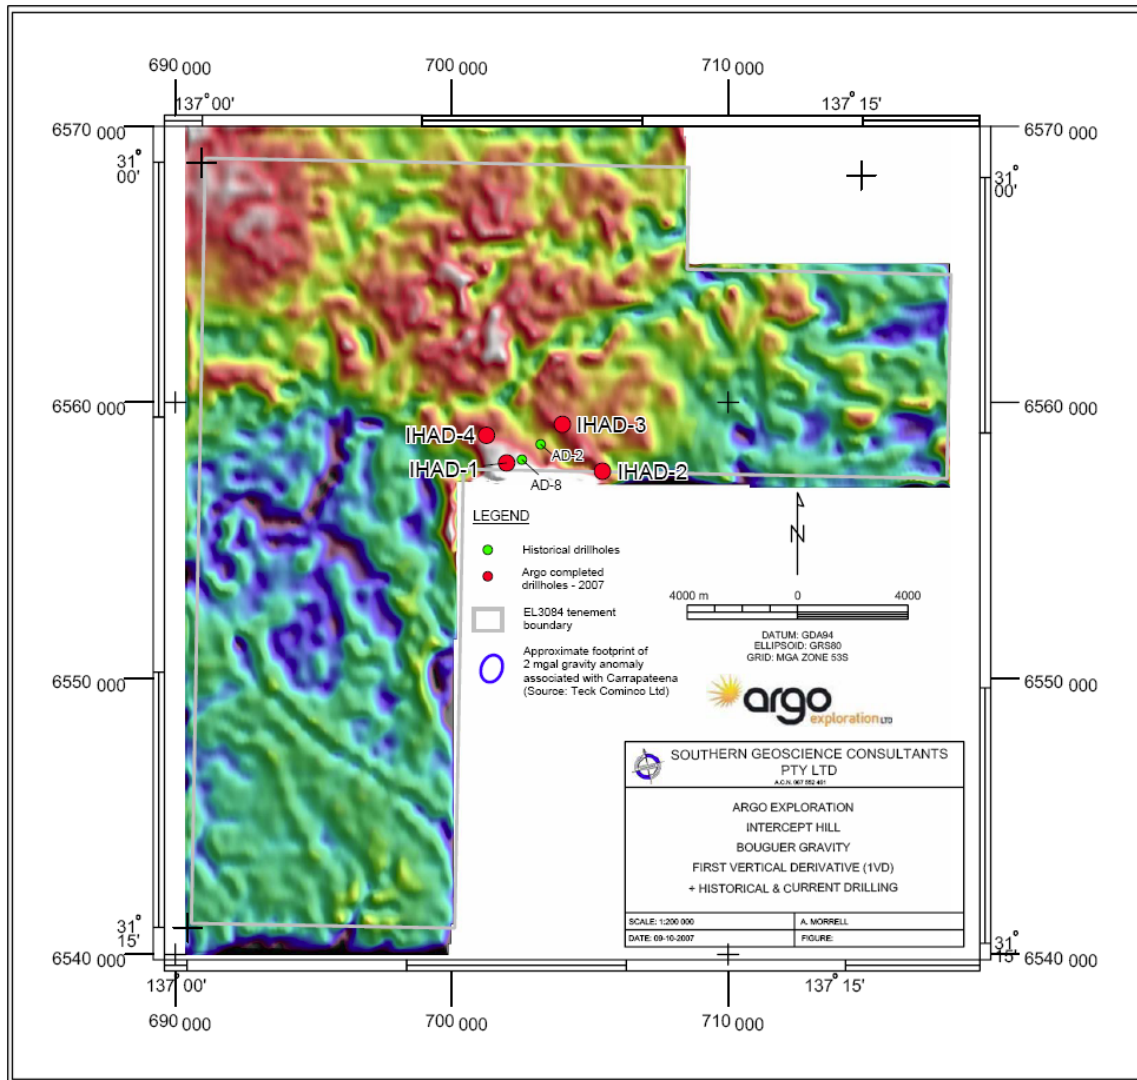 690 000
700 000
710 000
137° 00'
137° 15'
6570 000
6570 000
31° 00'
31° 00'
6560 000
6560 000
IHAD-4
IHAD-3
AD-2
IHAD-1
IHAD-2
AD-8
LEGEND
Historical drillholes
Argo completed
drillholes - 2007
EL3084 tenement
boundary
Approximate footprint of
2 mgal gravity anomaly
associated with Carrapateena
(Source: Teck Cominco Ltd)
N
4000 m
0
4000
DATUM: GDA94
ELLIPSOID: GRS80
GRID: MGA ZONE 53S
6550 000
6550 000
argo
exploration LTD
SOUTHERN GEOSCIENCE CONSULTANTS
PTY LTD
A.C.N. 067 552 461
ARGO EXPLORATION
INTERCEPT HILL
BOUGUER GRAVITY
FIRST VERTICAL DERIVATIVE (1VD)
+ HISTORICAL & CURRENT DRILLING
SCALE: 1:200 000
A. MORRELL
DATE: 09-10-2007
FIGURE:
31° 15'
31° 15'
6540 000
6540 000
137° 00'
137° 15'
690 000
700 000
710 000